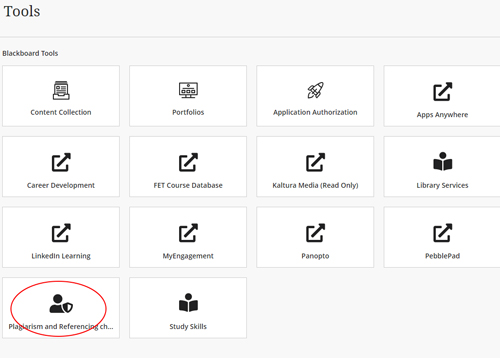 Tools
Blackboard Tools
Content Collection
Portfolios
Application Authorization
Apps Anywhere
Career Development
FET Course Database
Kaltura Media (Read Only)
Library Services
LinkedIn Learning
MyEngagement
Panopto
PebblePad
Plagiarism and Referencing ch...
Study Skills